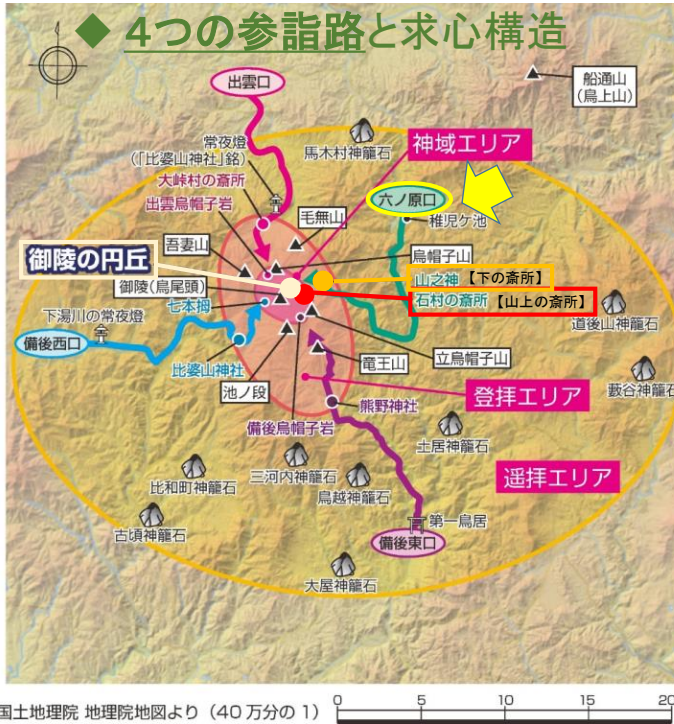 ◆ 4つの参詣路と求心構造
出雲口
船通山
(鳥上山)
常夜燈
(「比婆山神社」銘)
馬木村神籠石
神域エリア
大峠村の斎所
出雲烏帽子岩
六ノ原口
毛無山
稚児ケ池
吾妻山
烏帽子山
御陵の円丘
山之神【下の斎所】
御陵(烏尾頭)
石村の斎所【山上の斎所】
七本拇
下湯川の常夜燈
道後山神籠石
備後西口
竜王山
立烏帽子山
比婆山神社
藪谷神籠石
池ノ段
登拝エリア
熊野神社
備後烏帽子岩
土居神籠石
遥拝エリア
三河内神籠石
比和町神籠石
鳥越神籠石
古頃神籠石
第一鳥居
備後東口
大屋神籠石
国土地理院 地理院地図より(40万分の1)
0 5 10 15 20